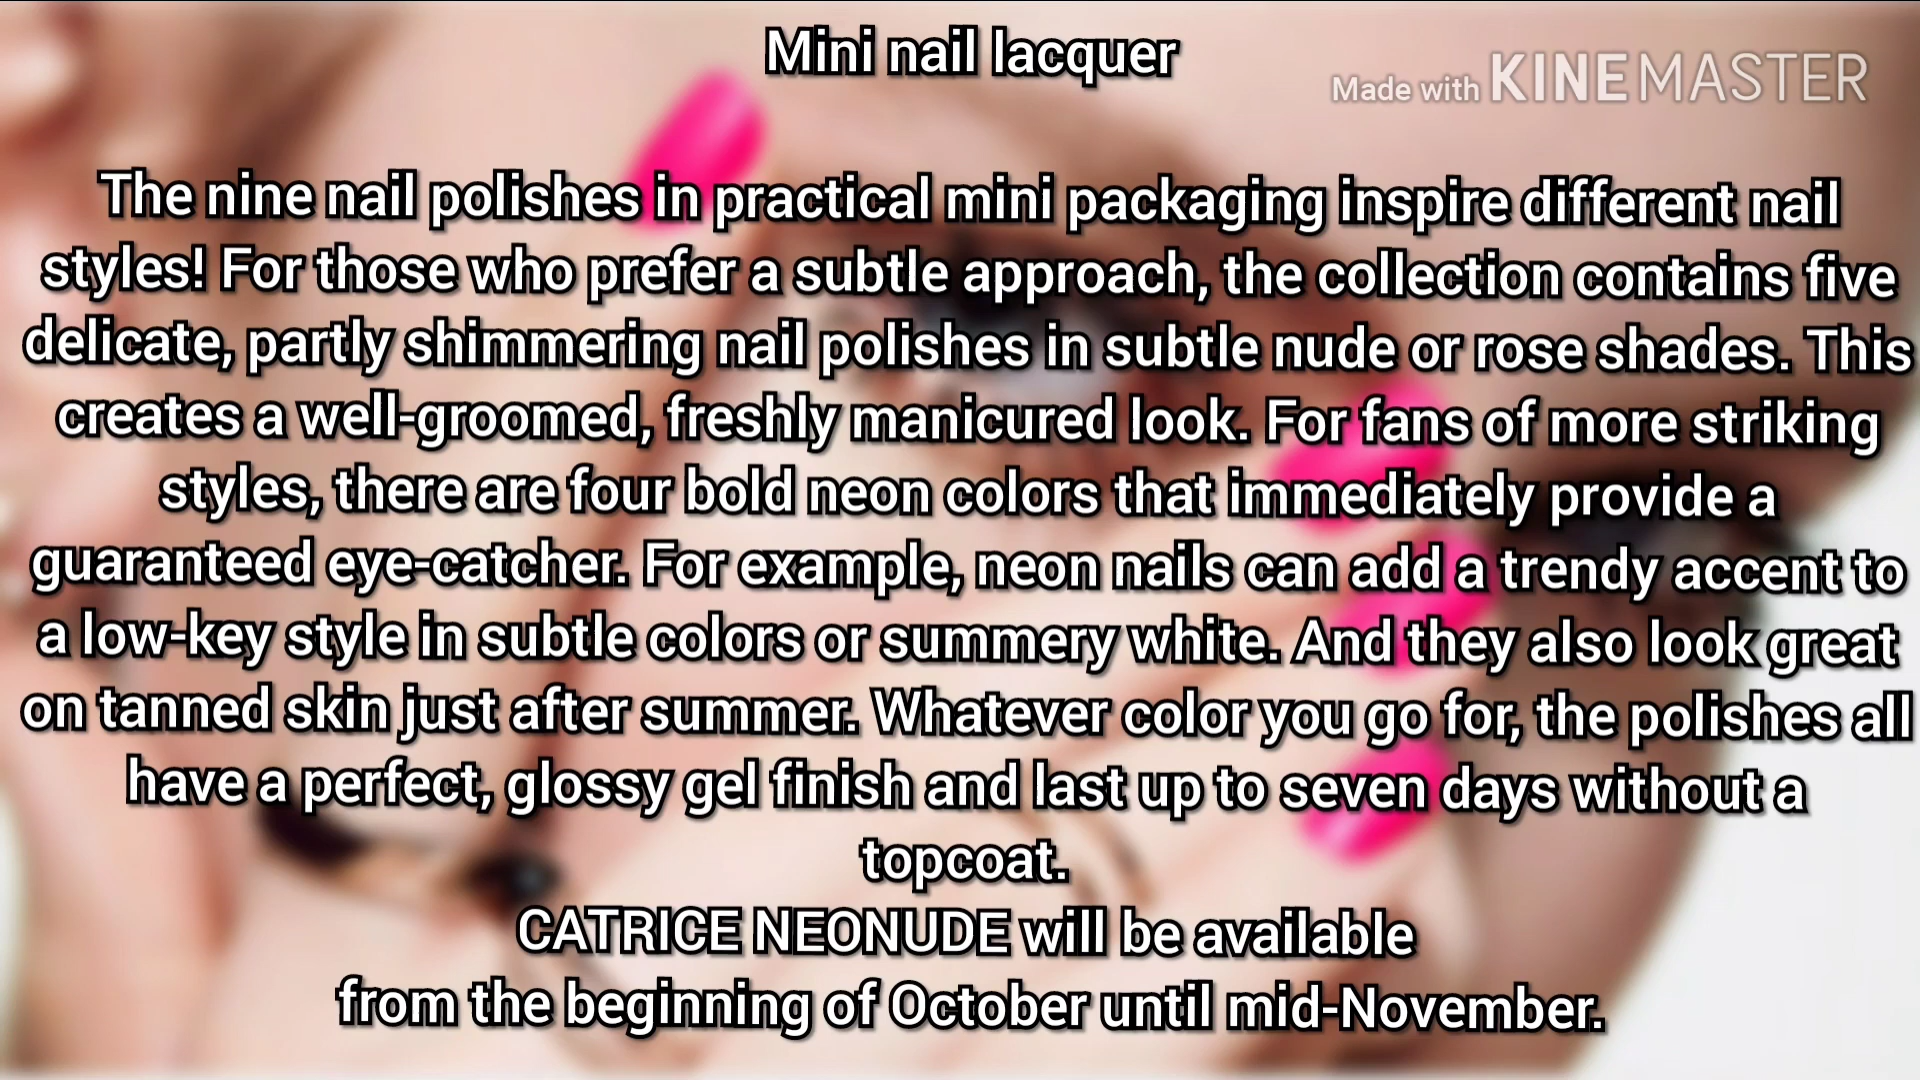 Mini nail lacquer
Made with KINEMASTER
The nine nail polishes in practical mini packaging inspire different nail
styles! For those who prefer a subtle approach, the collection contains five
delicate, partly shimmering nail polishes in subtle nude or rose shades. This
creates a well-groomed, freshly manicured look. For fans of more striking
styles, there are four bold neon colors that immediately provide a
guaranteed eye-catcher. For example, neon nails can add a trendy accent to
a low-key style in subtle colors or summery white. And they also look great
on tanned skin just after summer. Whatever color you go for, the polishes all
have a perfect, glossy gel finish and last up to seven days without a
topcoat.
CATRICE NEONUDE will be available
from the beginning of October until mid-November.